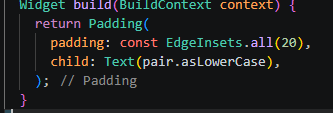 Widget build(BuildContext context) {
return Padding(
padding: const EdgeInsets.all(20),
child: Text(pair.asLowerCase),
); // Padding
}